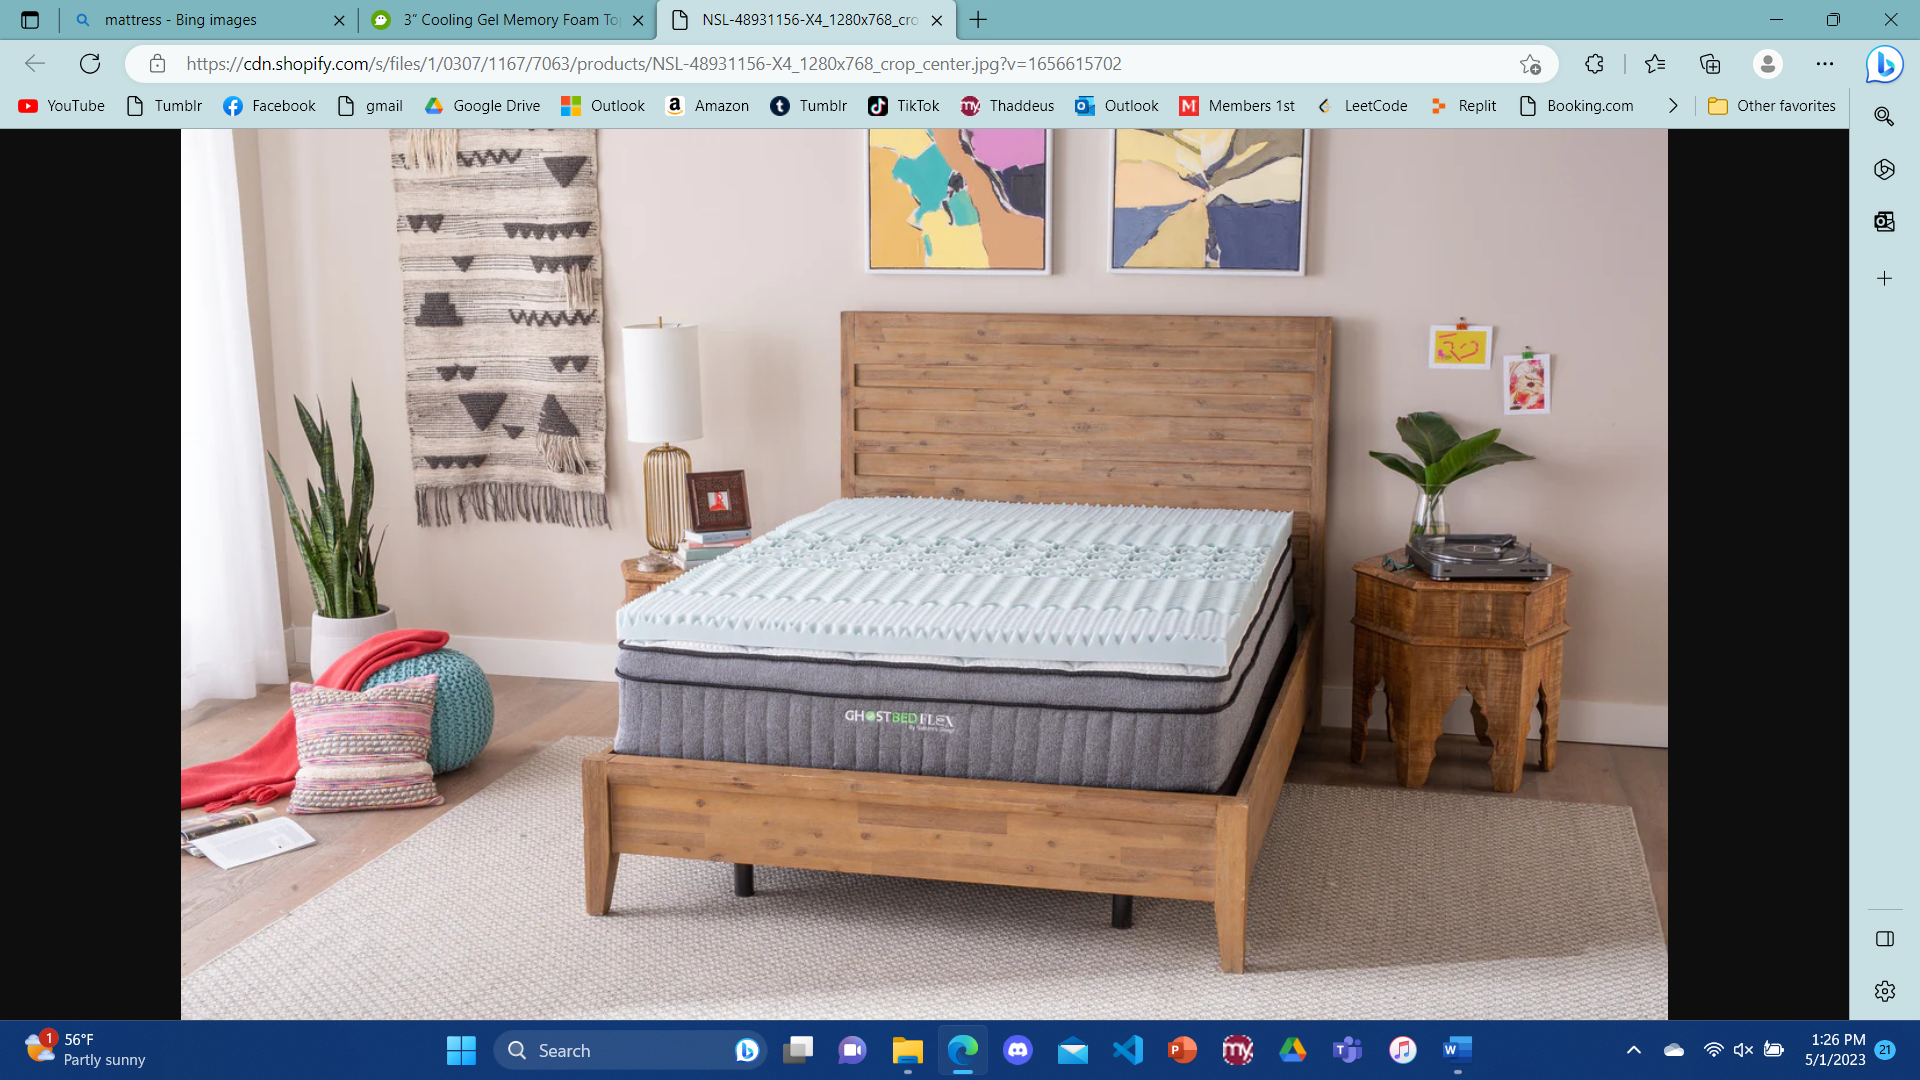 mattress - Bing images
3" Cooling Gel Memory Foam To
NSL-48931156-X4_1280x768_cro
https://cdn.shopify.com/s/files/1/0307/1167/7063/products/NSL-48931156-X4_1280x768_crop_center.jpg?v=1656615702
YouTube
Tumblr
Facebook
gmail
Google Drive
Outlook
Amazon
Tumblr
TikTok
Thaddeus
Outlook
Members 1st
LeetCode
Replit
Booking.com
Other favorites
GHOSTBED FLEX
1
56°F
Partly sunny
Search
1:26 PM
5/1/2023
21